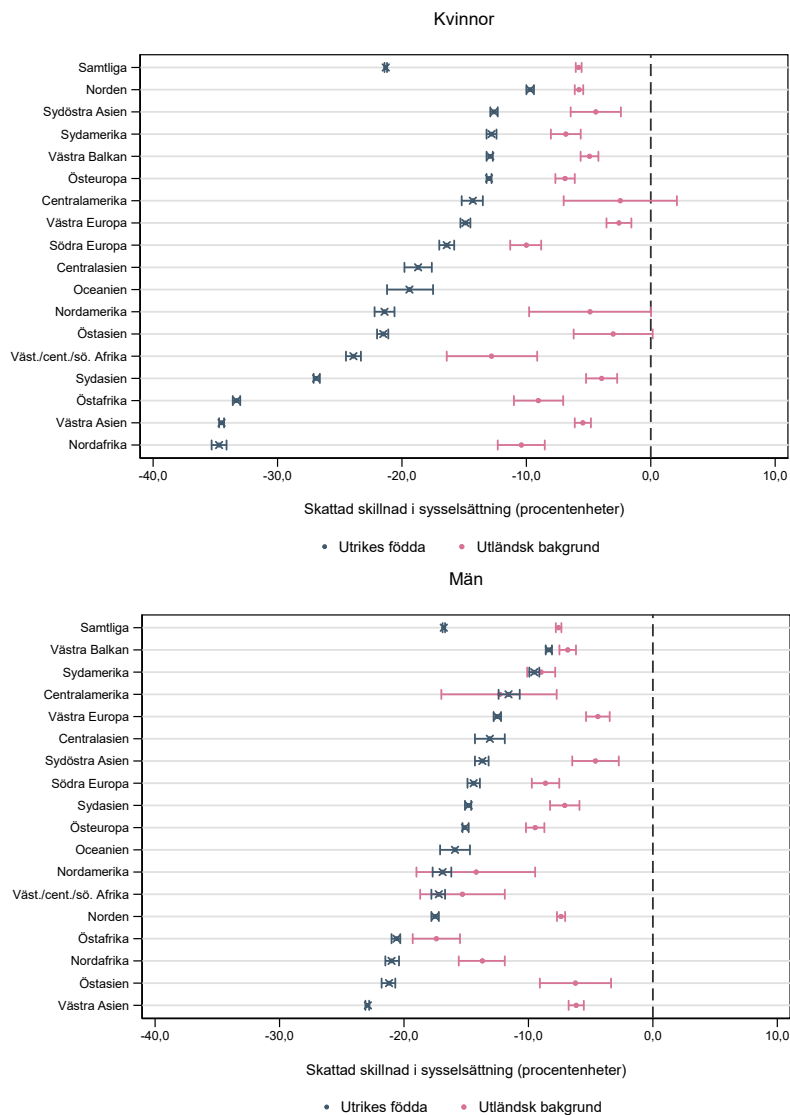 Kvinnor
Samtliga
Norden
Sydöstra Asien
Sydamerika
Västra Balkan
Östeuropa
Centralamerika
Västra Europa
Södra Europa
Centralasien
Oceanien
Nordamerika
Östasien
Väst./cent./sö. Afrika
Sydasien
Östafrika
Västra Asien
Nordafrika
-40,0 -30,0 -20,0 -10,0 0,0 10,0
Skattad skillnad i sysselsättning (procentenheter)
Utrikes födda Utländsk bakgrund
Män
Samtliga
Västra Balkan
Sydamerika
Centralamerika
Västra Europa
Centralasien
Sydöstra Asien
Södra Europa
Sydasien
Östeuropa
Oceanien
Nordamerika
Väst./cent./sö. Afrika
Norden
Östafrika
Nordafrika
Östasien
Västra Asien
-40,0 -30,0 -20,0 -10,0 0,0 10,0
Skattad skillnad i sysselsättning (procentenheter)
Utrikes födda Utländsk bakgrund